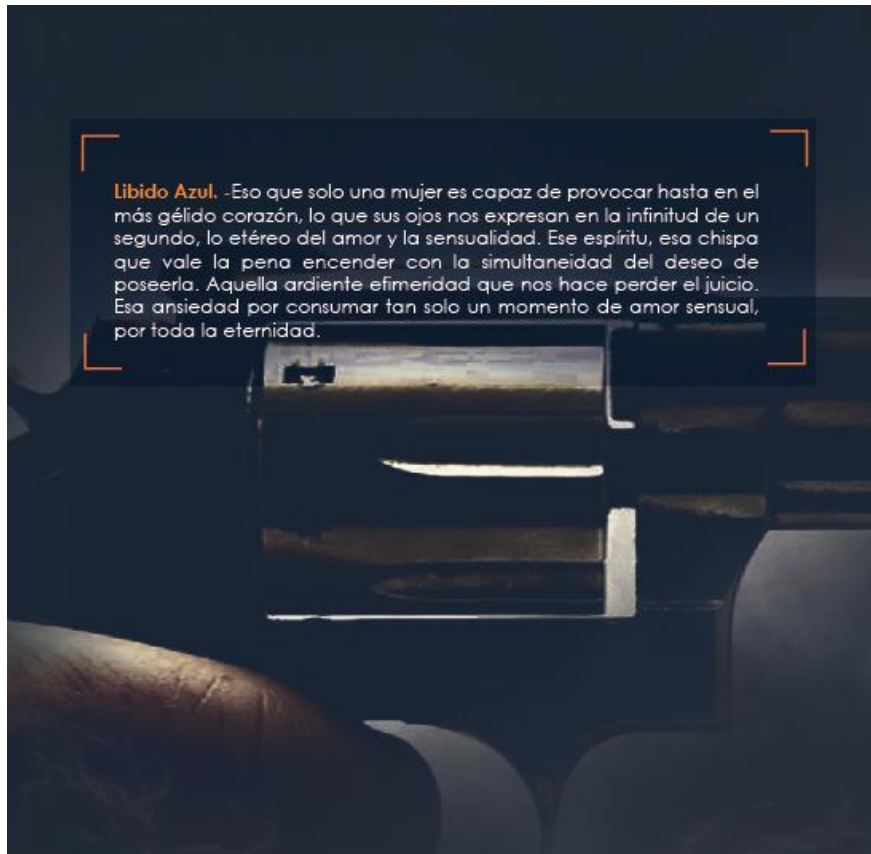 Libido Azul. -Eso que solo una mujer es capaz de provocar hasta en el
más gélido corazón, lo que sus ojos nos expresan en la infinitud de un
segundo, lo etéreo del amor y la sensualidad. Ese espíritu, esa chispa
que vale la pena encender con la simultaneidad del deseo de
poseerla. Aquella ardiente efimeridad que nos hace perder el juicio.
Esa ansiedad por consumar tan solo un momento de amor sensual,
por toda la eternidad.